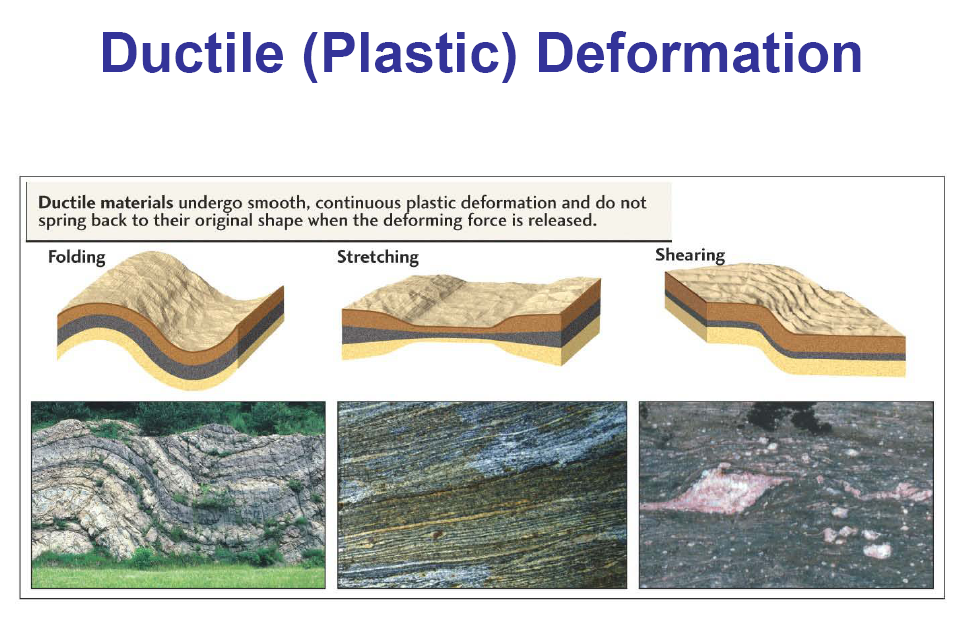 Ductile (Plastic) Deformation
Ductile materials undergo smooth, continuous plastic deformation and do not
spring back to their original shape when the deforming force is released.
Folding
Stretching
Shearing